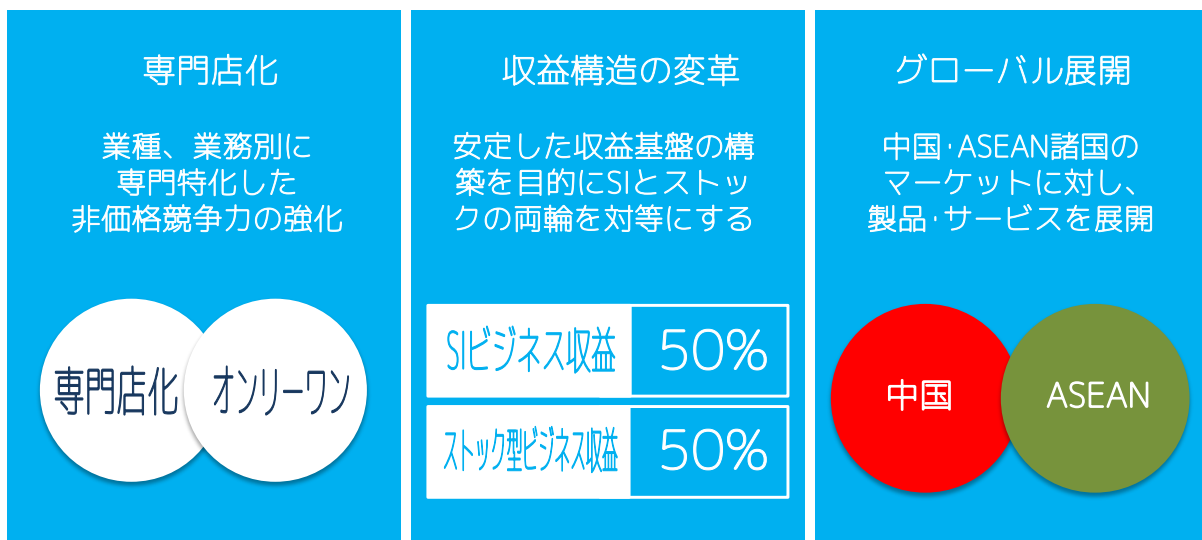 専門店化
業種、業務別に
専門特化した
非価格競争力の強化
専門店化
オンリーワン
収益構造の変革
安定した収益基盤の構
築を目的にSIとストッ
クの両輪を対等にする
SIビジネス収益
50%
ストック型ビジネス収益
50%
グローバル展開
中国･ASEAN諸国の
マーケットに対し、
製品･サービスを展開
中国
ASEAN